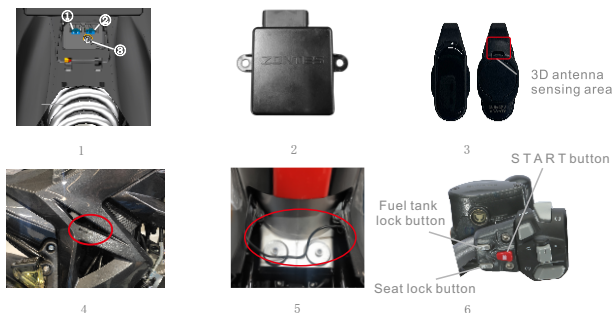 ① ②
⑧
ZONTES
3D antenna
sensing area
1
2
3
START button
Fuel tank
lock button
Seat lock button
4
5
6